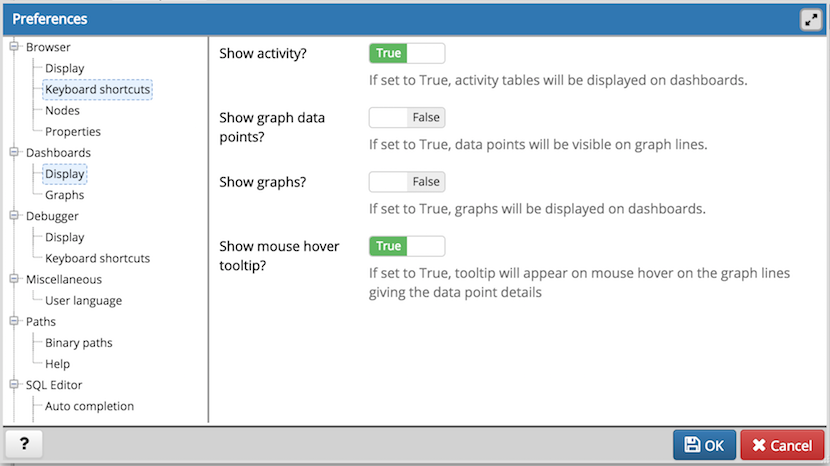 Preferences
Browser
Display
Keyboard shortcuts
Nodes
Properties
Dashboards
Display
Graphs
Debugger
Display
Keyboard shortcuts
Miscellaneous
User language
Paths
Binary paths
Help
SQL Editor
Auto completion
Show activity?
True
If set to True, activity tables will be displayed on dashboards.
Show graph data
points?
False
If set to True, data points will be visible on graph lines.
Show graphs?
False
If set to True, graphs will be displayed on dashboards.
Show mouse hover
tooltip?
True
If set to True, tooltip will appear on mouse hover on the graph lines
giving the data point details
?
OK
Cancel